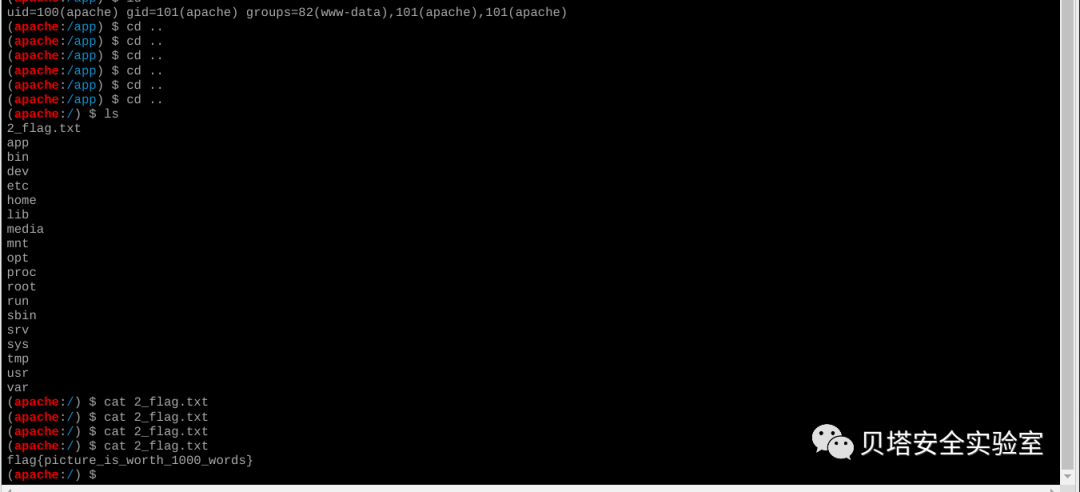 uid=100(apache) gid=101(apache) groups=82(www-data),101(apache),101(apache)
(apache:/app) $ cd ..
(apache:/app) $ cd ..
(apache:/app) $ cd ..
(apache:/app) $ cd ..
(apache:/app) $ cd ..
(apache:/app) $ cd ..
(apache:/) $ ls
2_flag.txt
app
bin
dev
etc
home
lib
media
mnt
opt
proc
root
run
sbin
srv
sys
tmp
usr
var
(apache:/) $ cat 2_flag.txt
(apache:/) $ cat 2_flag.txt
(apache:/) $ cat 2_flag.txt
(apache:/) $ cat 2_flag.txt
flag{picture_is_worth_1000_words}
(apache:/) $
贝塔安全实验室